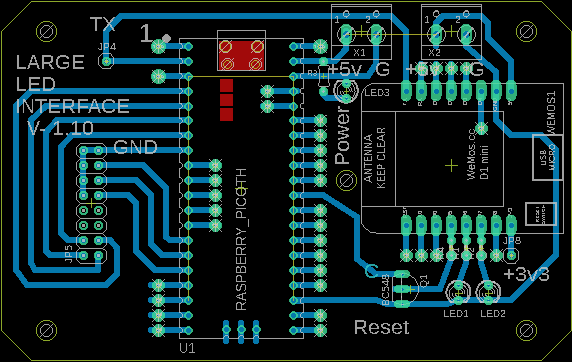 TX
1
JP4
LARGE
LED
INTERFACE
V- 1.10
GND
JP5
U1
RASPBERRY_PICOTH
1
2
X1
+5v
G
LED3
Power
1
2
X2
+5v
G
ANTENNA
KEEP CLEAR
WeMos.cc
D1 mini
WEMOS1
USB
MICRO
JP8
+3v3
BC548
Q1
LED1
LED2
Reset